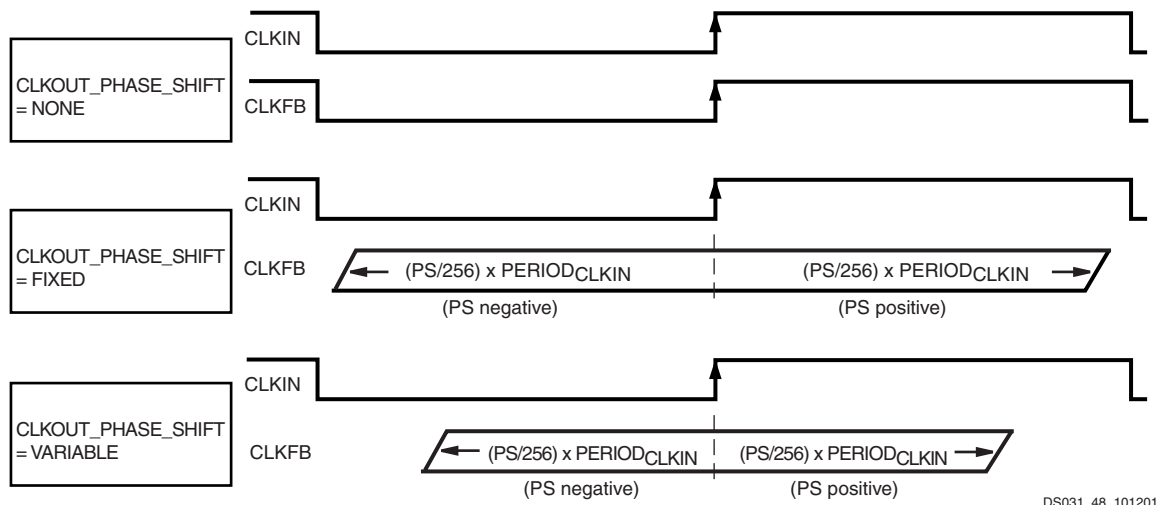 CLKIN
CLKOUT_PHASE_SHIFT
= NONE
CLKFB
CLKIN
CLKOUT_PHASE_SHIFT
= FIXED
CLKFB
(PS/256) x PERIODCLKIN
(PS/256) x PERIODCLKIN
(PS negative)
(PS positive)
CLKIN
CLKOUT_PHASE_SHIFT
= VARIABLE
CLKFB
(PS/256) x PERIODCLKIN
(PS/256) x PERIODCLKIN
(PS negative)
(PS positive)
DS031_48_101201